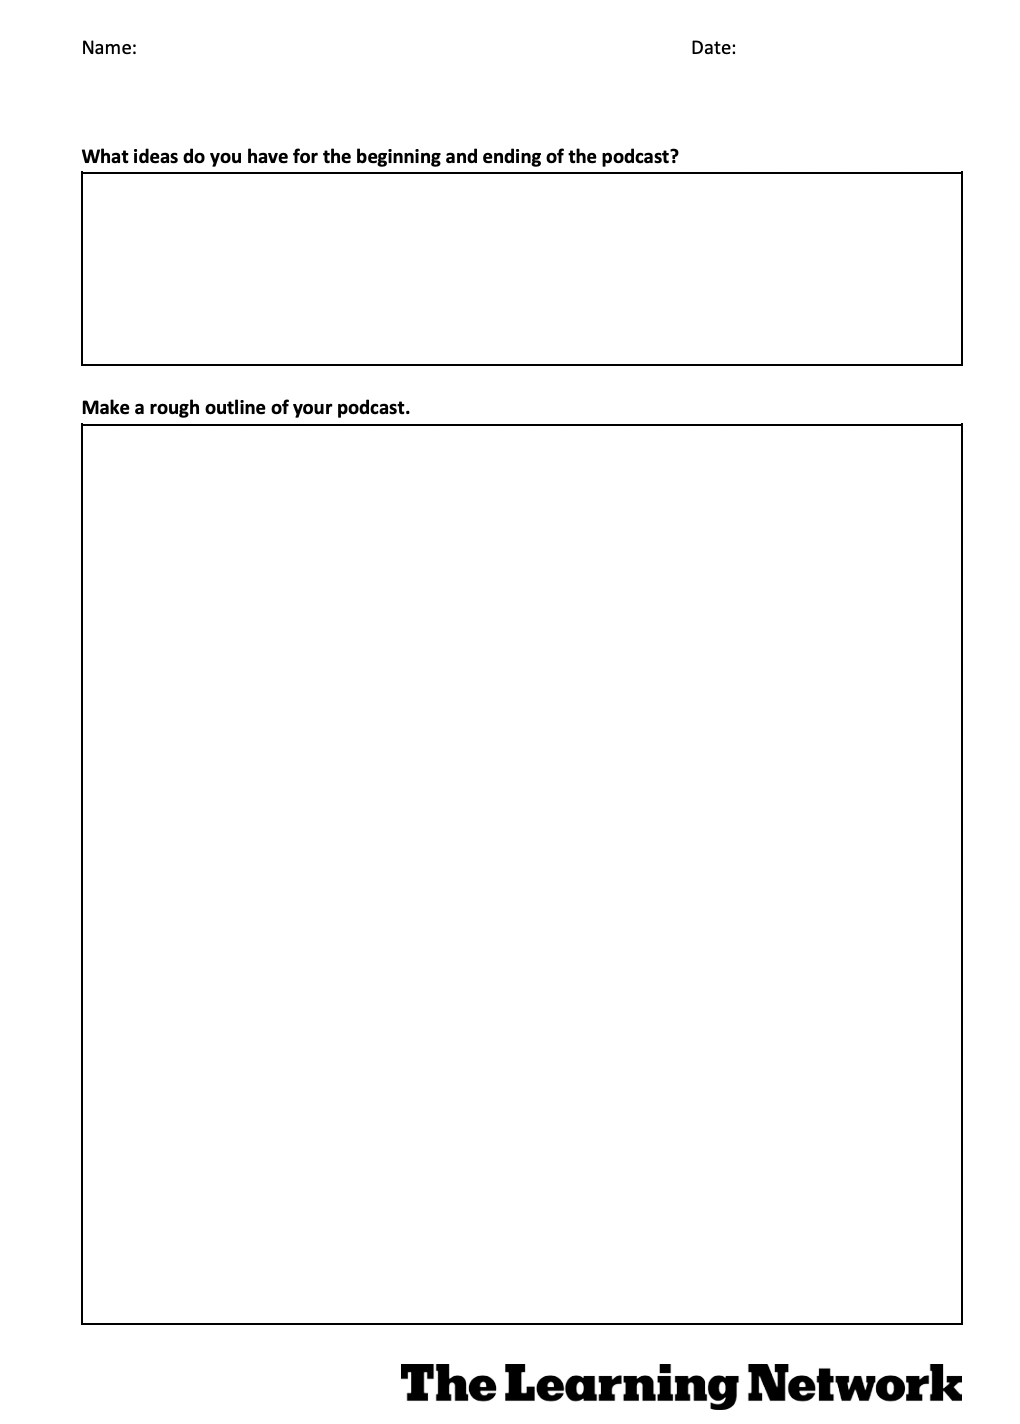 Name: Date:
What ideas do you have for the beginning and ending of the podcast?
Make a rough outline of your podcast.
The Learning Network